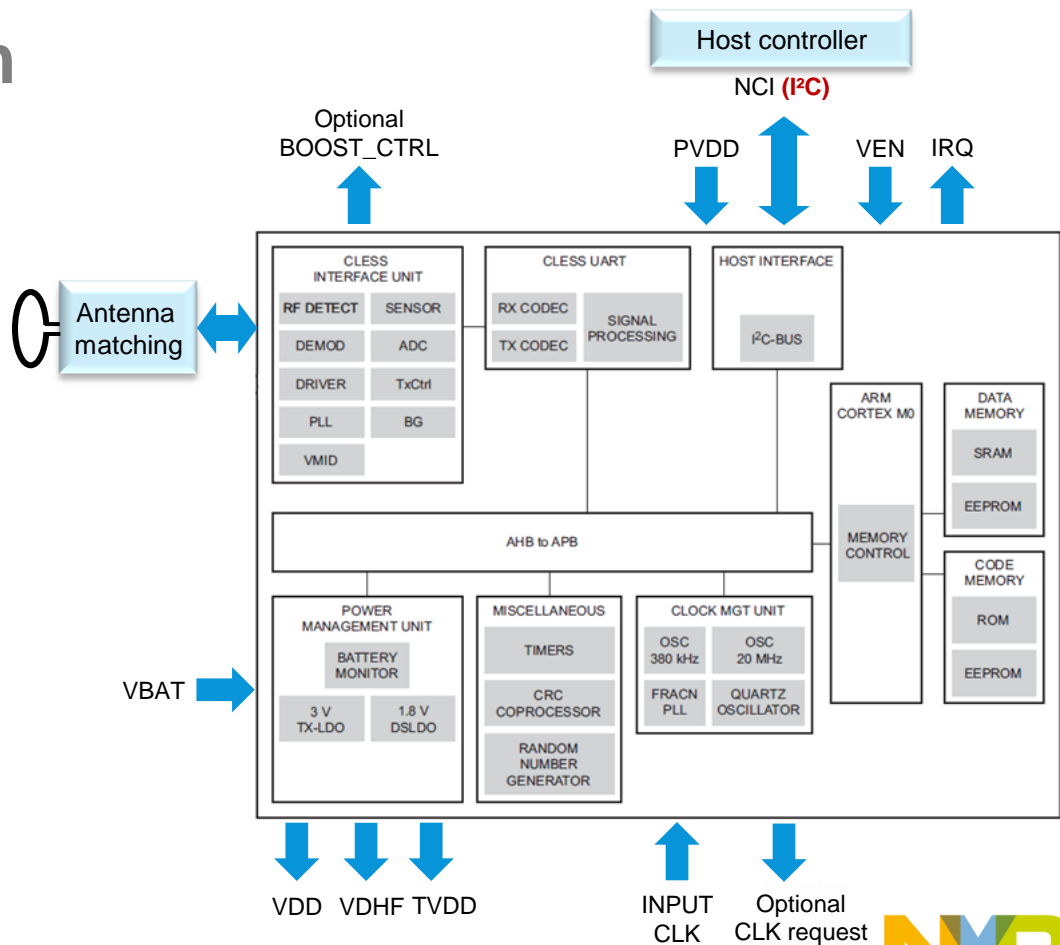 Host controller
NCI (I²C)
Optional
BOOST_CTRL
PVDD
VEN
IRQ
Antenna
matching
CLESS
INTERFACE UNIT
RF DETECT
SENSOR
DEMOD
ADC
DRIVER
TxCtrl
PLL
BG
VMID
CLESS UART
RX CODEC
TX CODEC
SIGNAL
PROCESSING
HOST INTERFACE
I²C-BUS
ARM
CORTEX M0
MEMORY
CONTROL
DATA
MEMORY
SRAM
EEPROM
CODE
MEMORY
ROM
EEPROM
AHB to APB
POWER
MANAGEMENT UNIT
BATTERY
MONITOR
3 V
TX-LDO
1.8 V
DSLDO
MISCELLANEOUS
TIMERS
CRC
COPROCESSOR
RANDOM
NUMBER
GENERATOR
CLOCK MGT UNIT
OSC
380 kHz
OSC
20 MHz
FRACN
PLL
QUARTZ
OSCILLATOR
VBAT
VDD
VDHF
TVDD
INPUT
CLK
Optional
CLK request